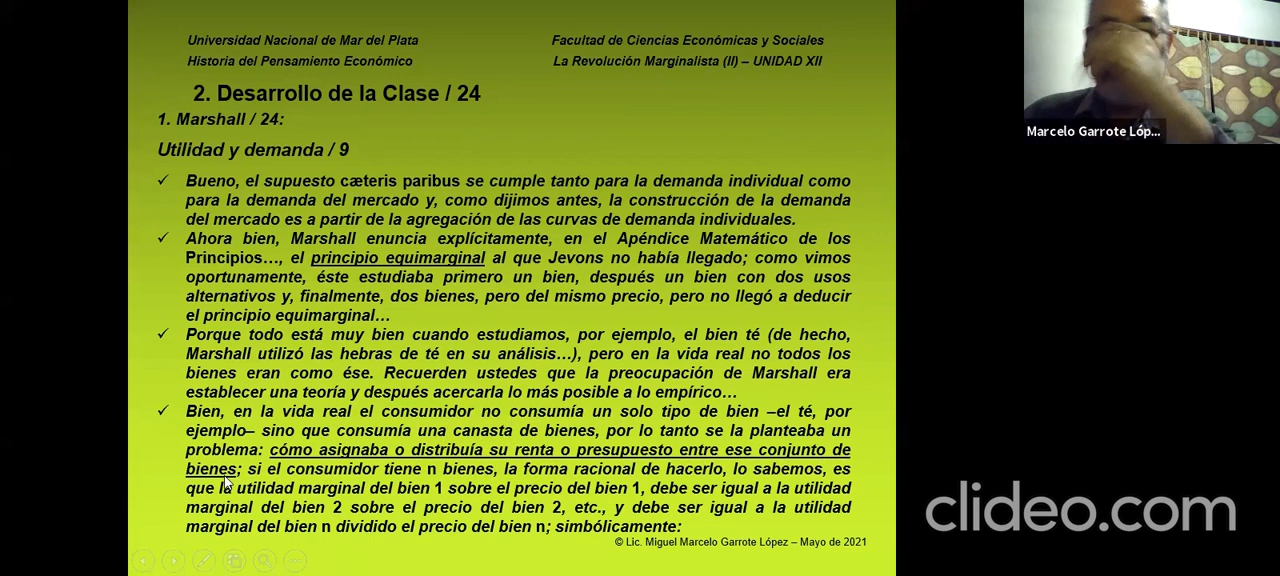 Universidad Nacional de Mar del Plata
Facultad de Ciencias Económicas y Sociales
Historia del Pensamiento Económico
La Revolución Marginalista (II) – UNIDAD XII
2. Desarrollo de la Clase / 24
1. Marshall / 24:
Utilidad y demanda / 9
✓ Bueno, el supuesto cæteris paribus se cumple tanto para la demanda individual como
para la demanda del mercado y, como dijimos antes, la construcción de la demanda
del mercado es a partir de la agregación de las curvas de demanda individuales.
✓ Ahora bien, Marshall enuncia explícitamente, en el Apéndice Matemático de los
Principios…, el principio equimarginal al que Jevons no había llegado; como vimos
oportunamente, éste estudiaba primero un bien, después un bien con dos usos
alternativos y, finalmente, dos bienes, pero del mismo precio, pero no llegó a deducir
el principio equimarginal…
✓ Porque todo está muy bien cuando estudiamos, por ejemplo, el bien té (de hecho,
Marshall utilizó las hebras de té en su análisis…), pero en la vida real no todos los
bienes eran como ése. Recuerden ustedes que la preocupación de Marshall era
establecer una teoría y después acercarla lo más posible a lo empírico…
✓ Bien, en la vida real el consumidor no consumía un solo tipo de bien –el té, por
ejemplo– sino que consumía una canasta de bienes, por lo tanto se la planteaba un
problema: cómo asignaba o distribuía su renta o presupuesto entre ese conjunto de
bienes; si el consumidor tiene n bienes, la forma racional de hacerlo, lo sabemos, es
que la utilidad marginal del bien 1 sobre el precio del bien 1, debe ser igual a la utilidad
marginal del bien 2 sobre el precio del bien 2, etc., y debe ser igual a la utilidad
marginal del bien n dividido el precio del bien n; simbólicamente:
© Lic. Miguel Marcelo Garrote López – Mayo de 2021
Marcelo Garrote Lóp...
clideo.com